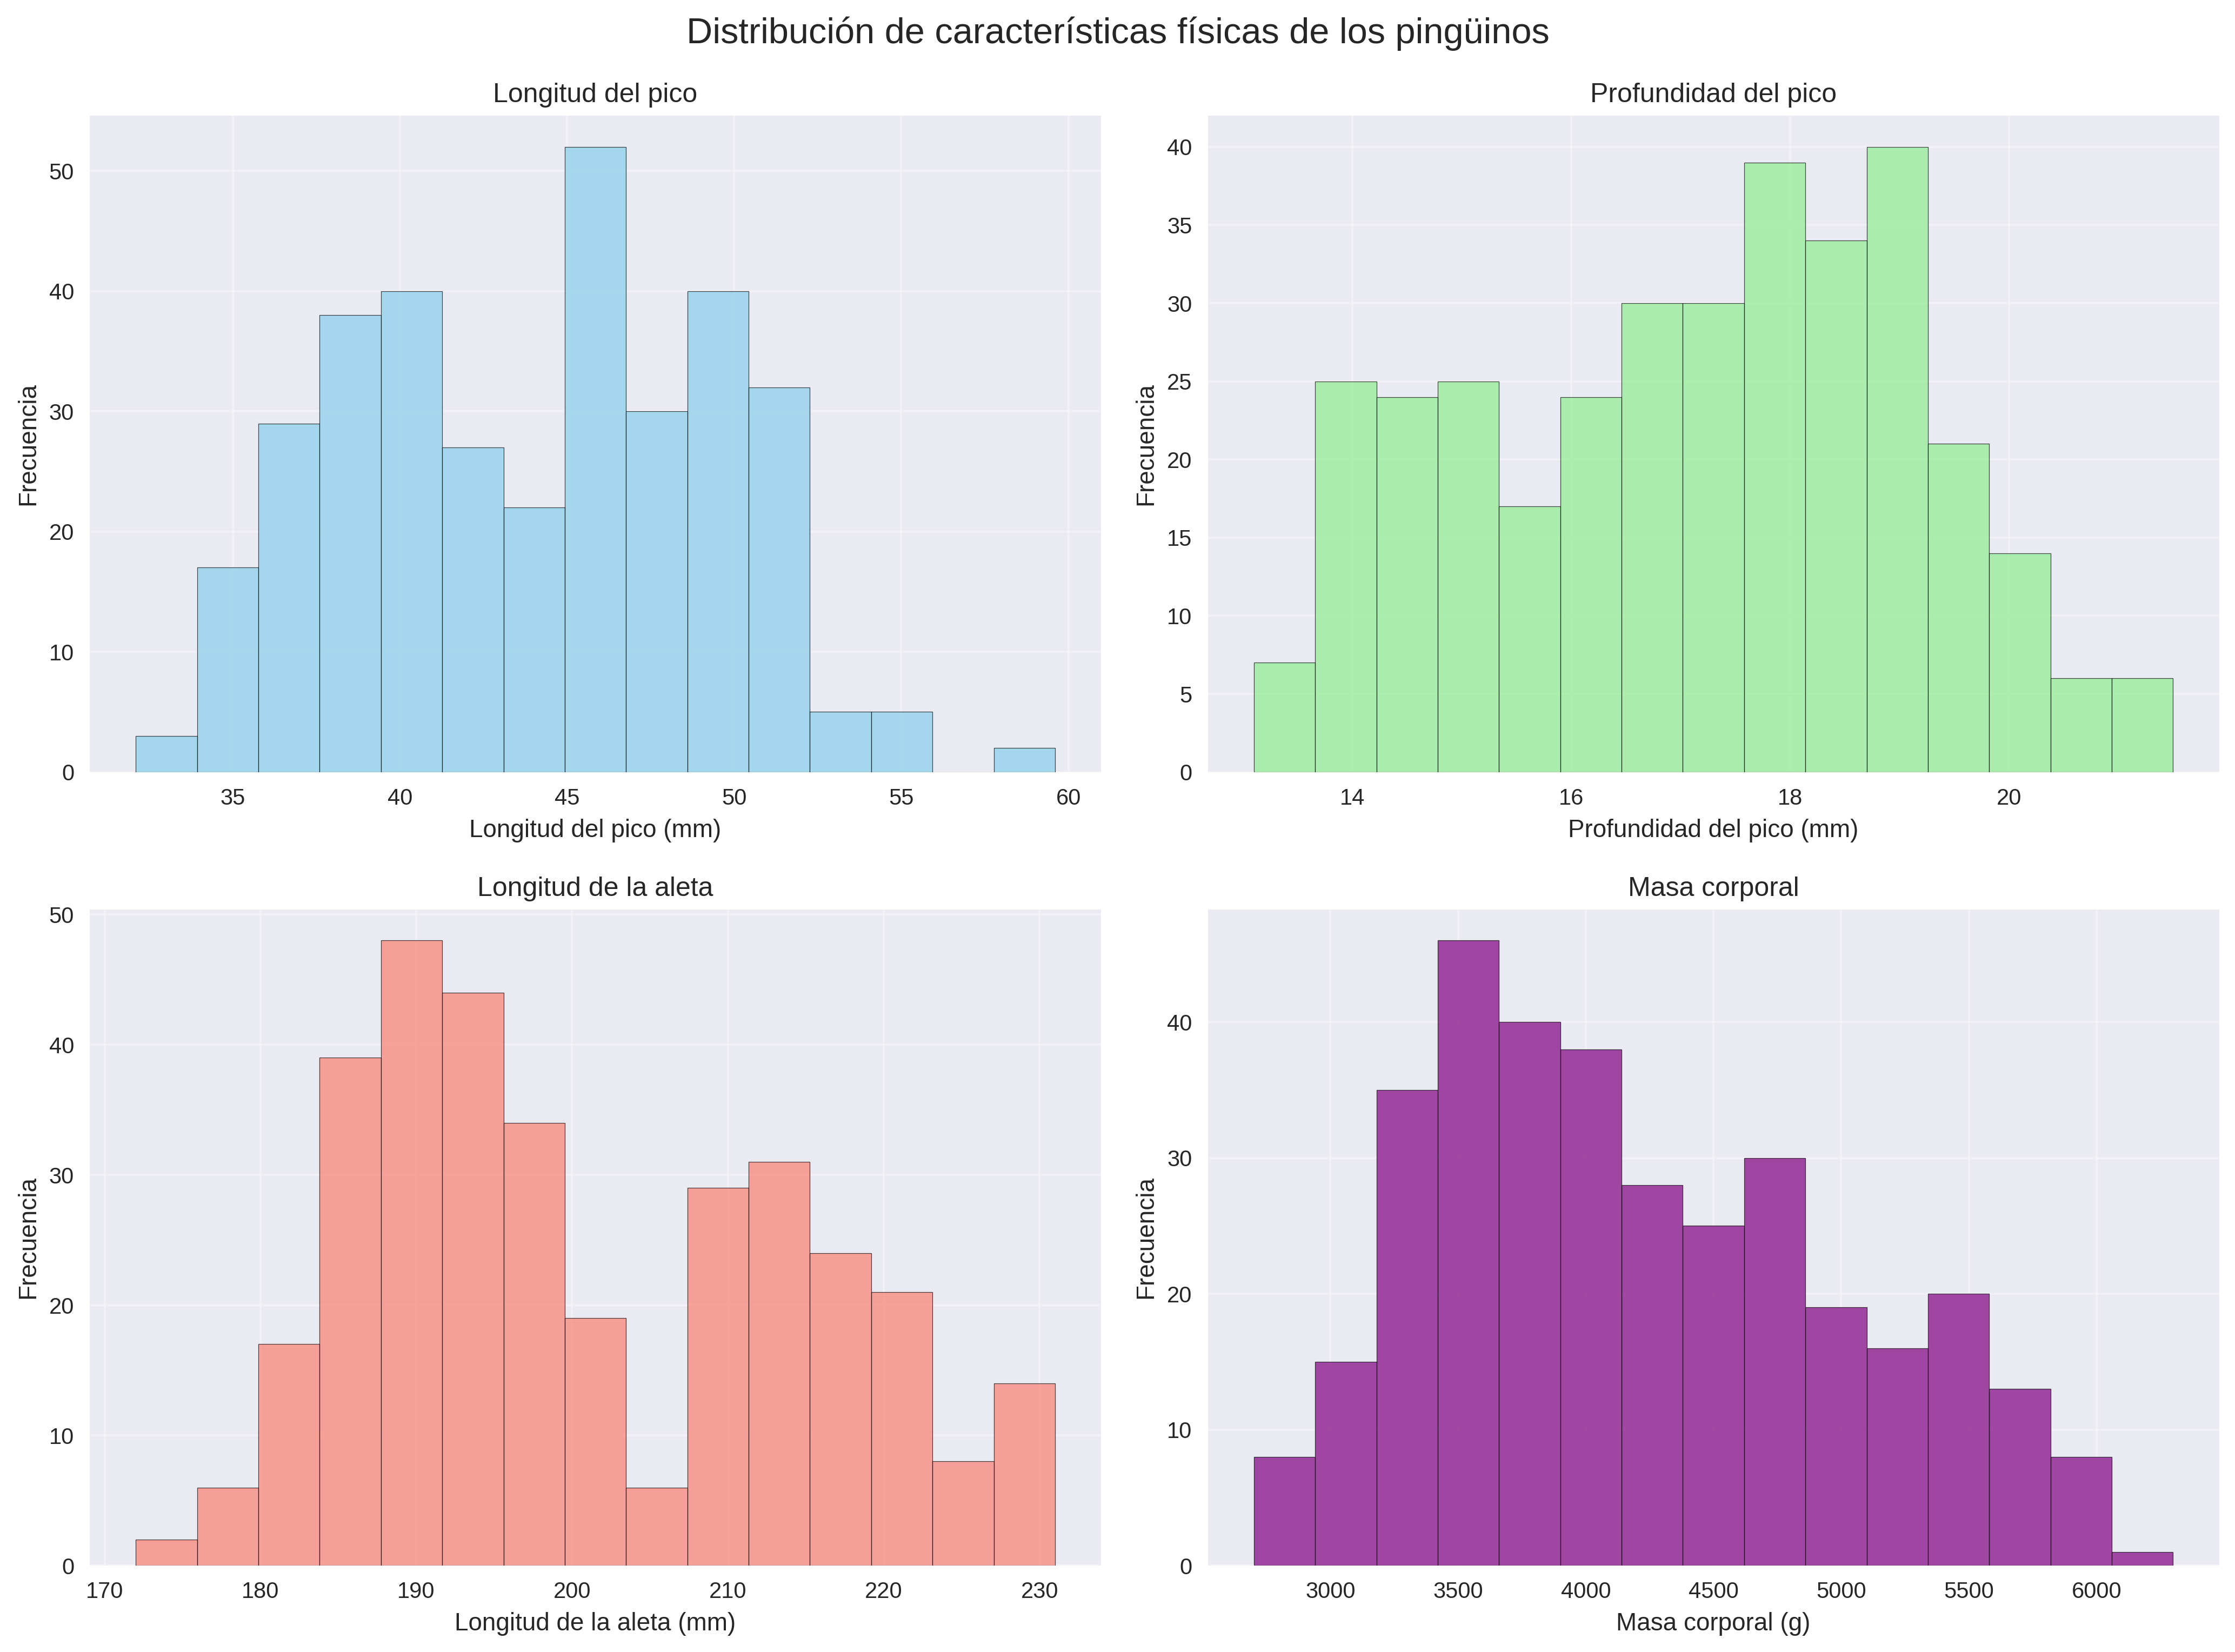 Distribución de características físicas de los pingüinos
Longitud del pico
Frecuencia
50
40
30
20
10
0
35 40 45 50 55 60
Longitud del pico (mm)
Profundidad del pico
Frecuencia
40
35
30
25
20
15
10
5
0
14 16 18 20
Profundidad del pico (mm)
Longitud de la aleta
Frecuencia
50
40
30
20
10
0
170 180 190 200 210 220 230
Longitud de la aleta (mm)
Masa corporal
Frecuencia
40
30
20
10
0
3000 3500 4000 4500 5000 5500 6000
Masa corporal (g)